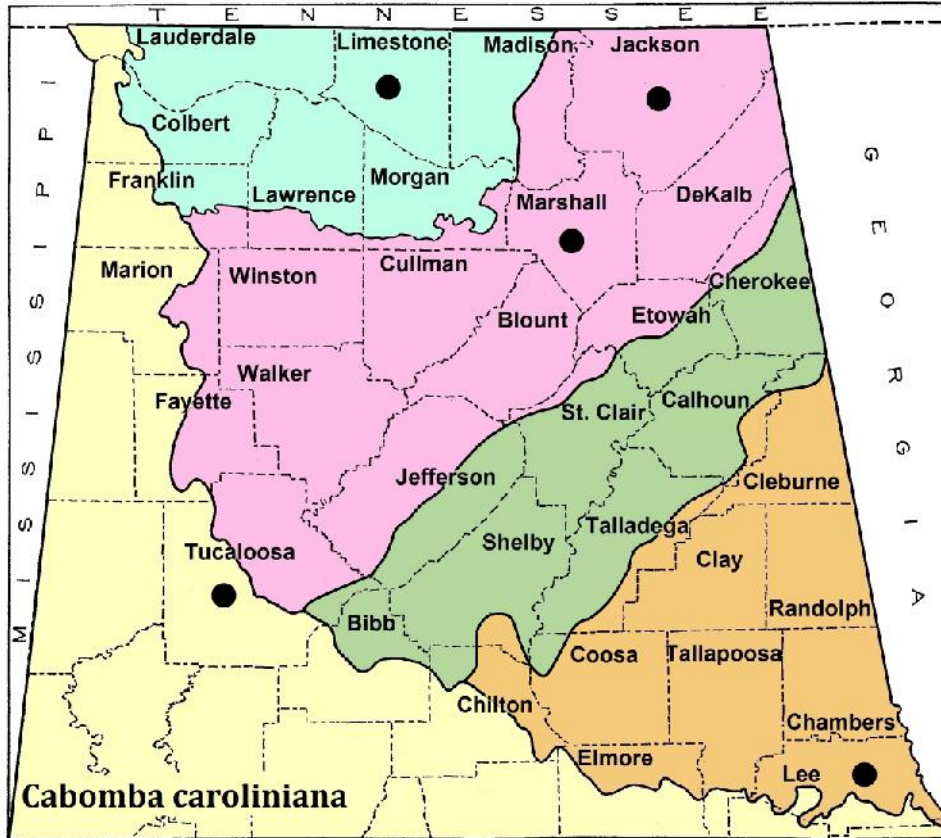 T E N N E S S E E
Lauderdale Limestone Madison Jackson
Colbert
Franklin Lawrence Morgan Marshall DeKalb
Marion Winston Cullman Cherokee
Blount Etowah
Walker
Fayette St. Clair Calhoun
Jefferson Cleburne
Tucaloosa Shelby Talladega Clay
Bibb Randolph
Coosa Tallapoosa
Chilton Chambers
Elmore Lee
Cabomba caroliniana
MISSISSIPPI
GEORGIA